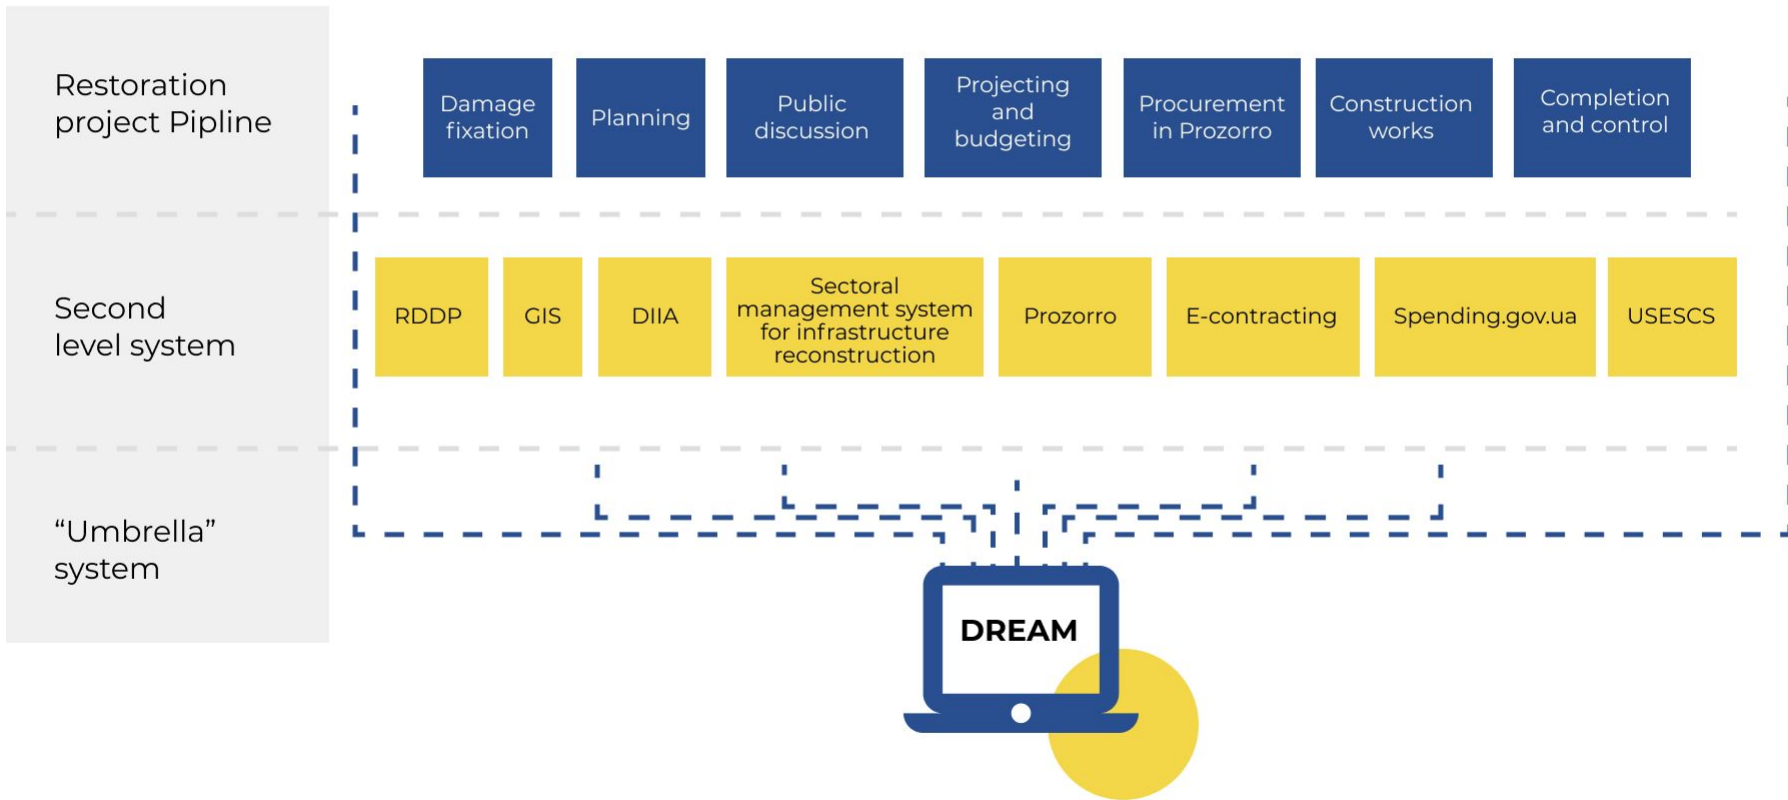 Restoration
project Pipline
Damage
fixation
Planning
Public
discussion
Projecting
and
budgeting
Procurement
in Prozorro
Construction
works
Completion
and control
Second
level system
RDDP
GIS
DIIA
Sectoral
management system
for infrastructure
reconstruction
Prozorro
E-contracting
Spending.gov.ua
USESCS
“Umbrella”
system
DREAM